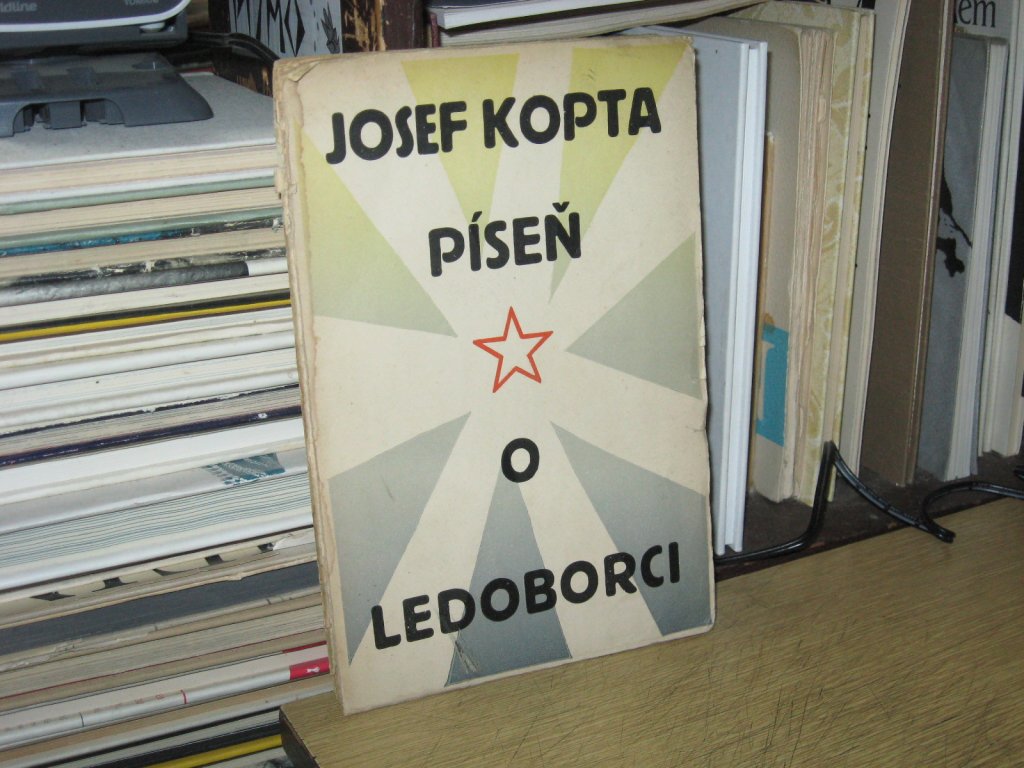 JOSEF KOPTA
PÍSEŇ
O
LEDOBORCI